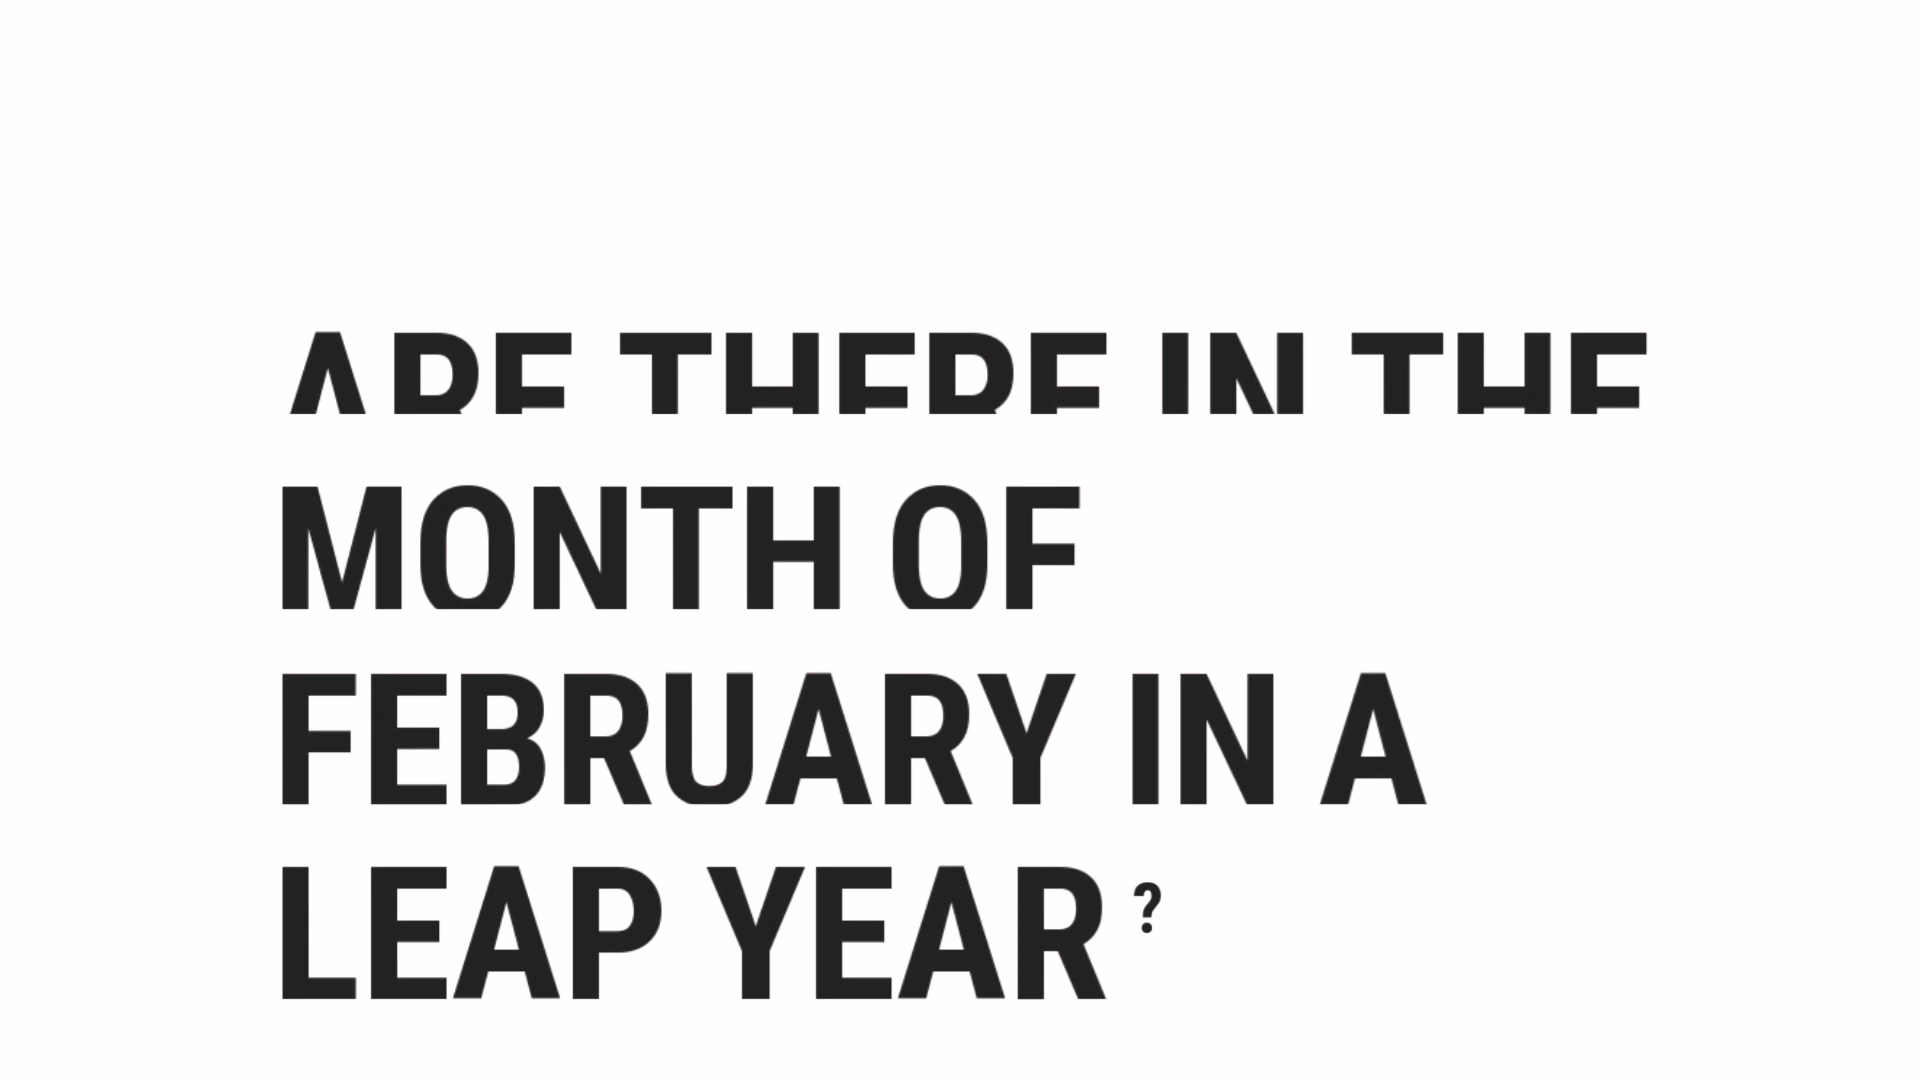 ARE THERE IN THE
MONTH OF
FEBRUARY IN A
LEAP YEAR ?